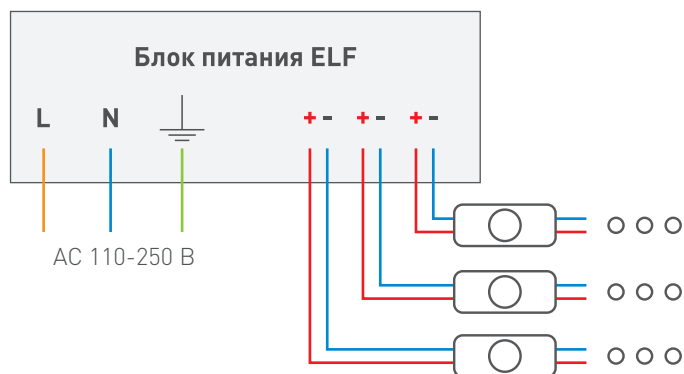 Блок питания ELF
L N + - + - + -
AC 110-250 В